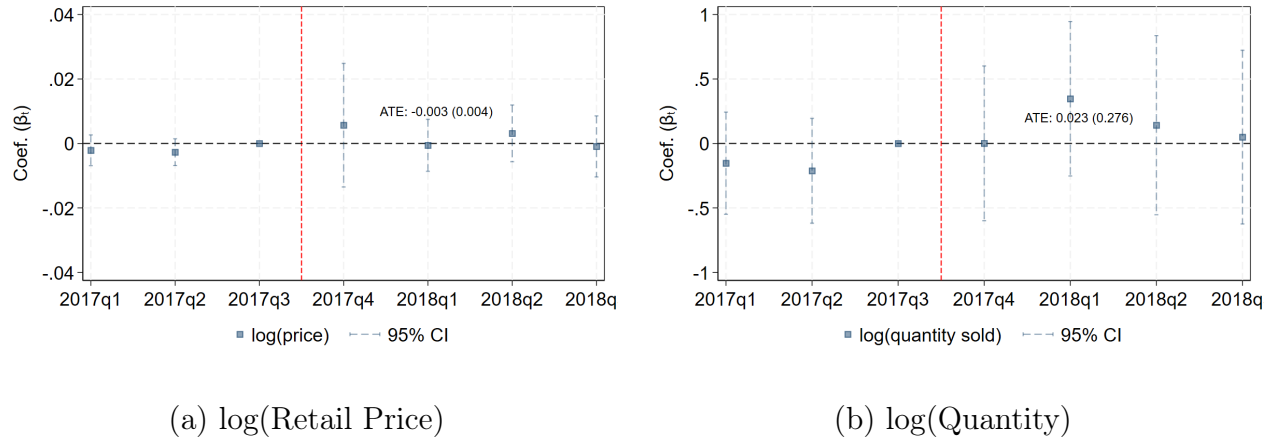 .04
.02
0
-.02
-.04
Coef. (βt)
ATE: -0.003 (0.004)
2017q1 2017q2 2017q3 2017q4 2018q1 2018q2 2018q
log(price) 95% CI
(a) log(Retail Price)
1
.5
0
-.5
-1
Coef. (βt)
ATE: 0.023 (0.276)
2017q1 2017q2 2017q3 2017q4 2018q1 2018q2 2018q
log(quantity sold) 95% CI
(b) log(Quantity)